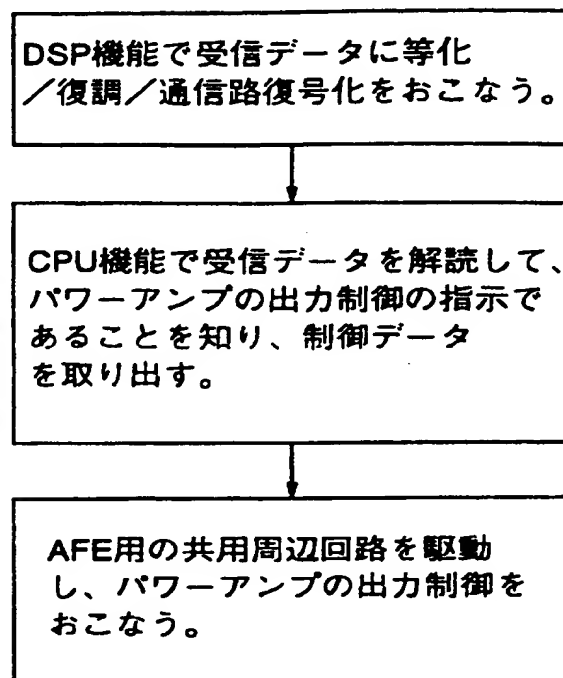 DSP機能で受信データに等化
／復調／通信路復号化をおこなう。
CPU機能で受信データを解読して、
パワーアンプの出力制御の指示で
あることを知り、制御データ
を取り出す。
AFE用の共用周辺回路を駆動
し、パワーアンプの出力制御を
おこなう。